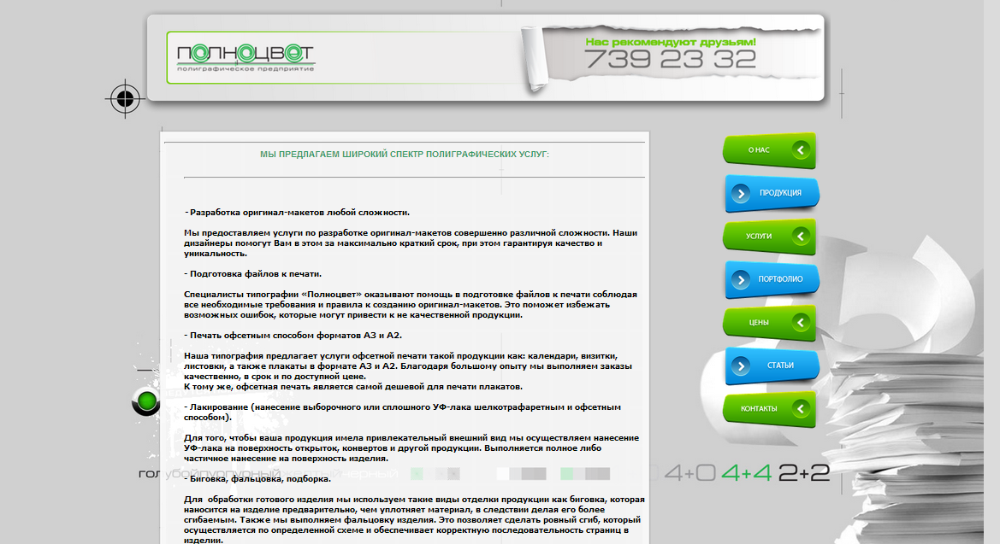 ПОЛНОЦВЕТ
полиграфическое предприятие
Нас рекомендуют друзьям!
739 23 32
МЫ ПРЕДЛАГАЕМ ШИРОКИЙ СПЕКТР ПОЛИГРАФИЧЕСКИХ УСЛУГ:
- Разработка оригинал-макетов любой сложности.
Мы предоставляем услуги по разработке оригинал-макетов совершенно различной сложности. Наши
дизайнеры помогут Вам в этом за максимально краткий срок, при этом гарантируя качество и
уникальность.
- Подготовка файлов к печати.
Специалисты типографии «Полноцвет» оказывают помощь в подготовке файлов к печати соблюдая
все необходимые требования и правила к созданию оригинал-макетов. Это поможет избежать
возможных ошибок, которые могут привести к не качественной продукции.
- Печать офсетным способом форматов А3 и А2.
Наша типография предлагает услуги офсетной печати такой продукции как: календари, визитки,
листовки, а также плакаты в формате А3 и А2. Благодаря большому опыту мы выполняем заказы
качественно, в срок и по доступной цене.
К тому же, офсетная печать является самой дешевой для печати плакатов.
- Лакирование (нанесение выборочного или сплошного УФ-лака шелкотрафаретным и офсетным
способом).
Для того, чтобы ваша продукция имела привлекательный внешний вид мы осуществляем нанесение
УФ-лака на поверхность открыток, конвертов и другой продукции. Выполняется полное либо
частичное нанесение на поверхность изделия.
голубойпурпурный
- Биговка, фальцовка, подборка.
Для обработки готового изделия мы используем такие виды отделки продукции как биговка, которая
наносится на изделие предварительно, чем уплотняет материал, в следствии делая его более
сгибаемым. Также мы выполняем фальцовку изделия. Это позволяет сделать ровный сгиб, который
осуществляется по определенной схеме и обеспечивает корректную последовательность страниц в
изделии.
О НАС
ПРОДУКЦИЯ
УСЛУГИ
ПОРТФОЛИО
ЦЕНЫ
СТАТЬИ
КОНТАКТЫ
4+0 4+4 2+2